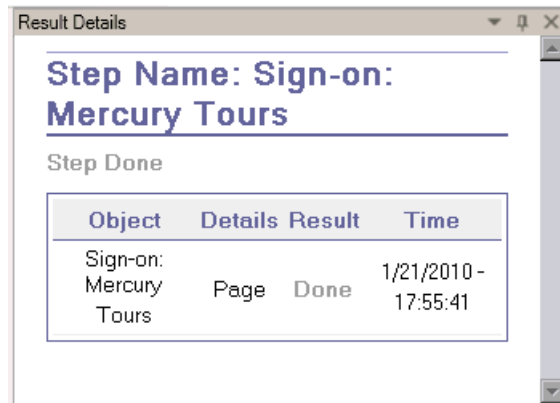 Result Details
Step Name: Sign-on:
Mercury Tours
Step Done
Object Details Result Time
Sign-on:
Mercury
Tours
Page
Done
1/21/2010 -
17:55:41